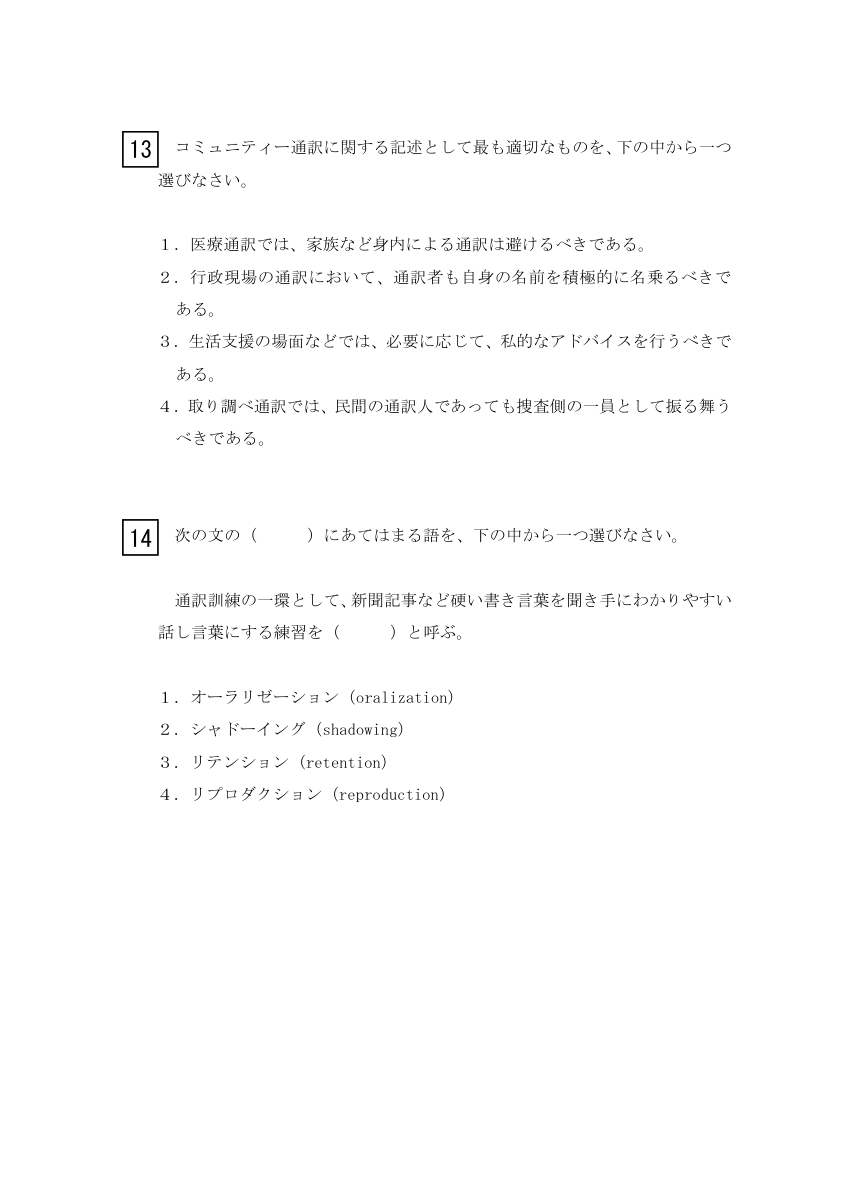 13 コミュニティー通訳に関する記述として最も適切なものを、下の中から一つ
選びなさい。
１．医療通訳では、家族など身内による通訳は避けるべきである。
２．行政現場の通訳において、通訳者も自身の名前を積極的に名乗るべきで
ある。
３．生活支援の場面などでは、必要に応じて、私的なアドバイスを行うべきで
ある。
４．取り調べ通訳では、民間の通訳人であっても捜査側の一員として振る舞う
べきである。
14 次の文の（　　　）にあてはまる語を、下の中から一つ選びなさい。
通訳訓練の一環として、新聞記事など硬い書き言葉を聞き手にわかりやすい
話し言葉にする練習を（　　　）と呼ぶ。
１．オーラリゼーション（oralization）
２．シャドーイング（shadowing）
３．リテンション（retention）
４．リプロダクション（reproduction）